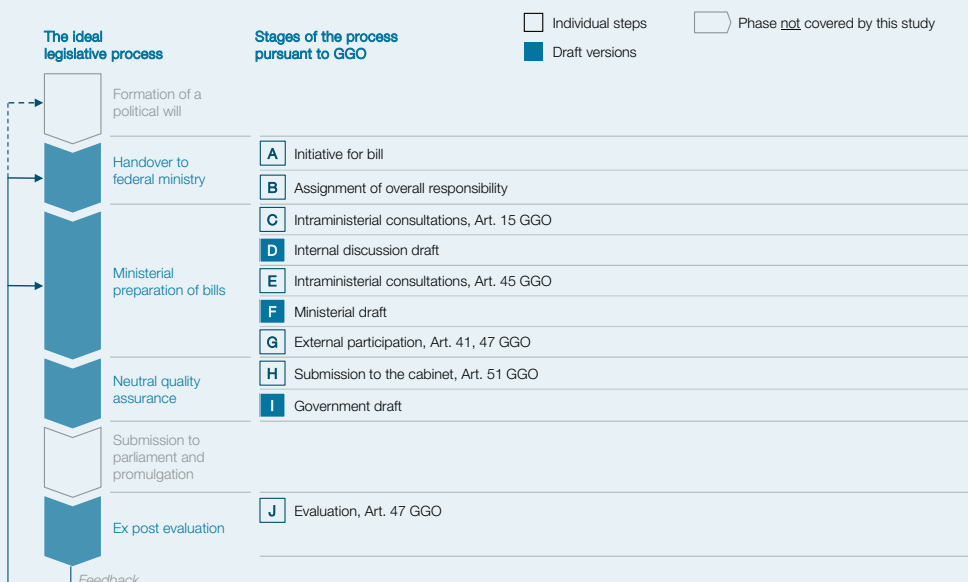 The ideal
legislative process
Stages of the process
pursuant to GGO
Individual steps
Phase not covered by this study
Draft versions
Formation of a
political will
Handover to
federal ministry
A Initiative for bill
B Assignment of overall responsibility
Ministerial
preparation of bills
C Intraministerial consultations, Art. 15 GGO
D Internal discussion draft
E Intraministerial consultations, Art. 45 GGO
F Ministerial draft
G External participation, Art. 41, 47 GGO
Neutral quality
assurance
H Submission to the cabinet, Art. 51 GGO
I Government draft
Submission to
parliament and
promulgation
Ex post evaluation
J Evaluation, Art. 47 GGO
Feedback